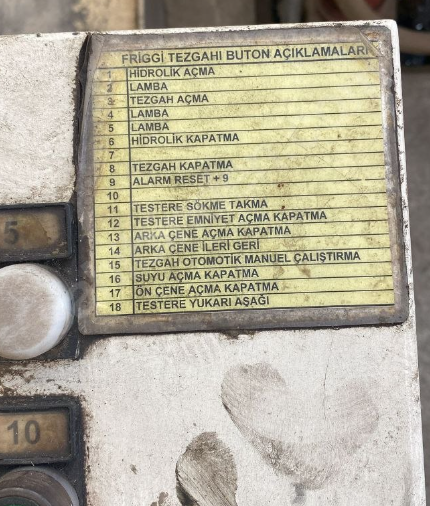 FRİGGİ TEZGAHI BUTON AÇIKLAMALARI
1 HİDROLİK AÇMA
2 LAMBA
3 TEZGAH AÇMA
4 LAMBA
5 LAMBA
6 HİDROLİK KAPATMA
7
8 TEZGAH KAPATMA
9 ALARM RESET + 9
10
11 TESTERE SÖKME TAKMA
12 TESTERE EMNİYET AÇMA KAPATMA
13 ARKA ÇENE AÇMA KAPATMA
14 ARKA ÇENE İLERİ GERİ
15 TEZGAH OTOMOTİK MANUEL ÇALIŞTIRMA
16 SUYU AÇMA KAPATMA
17 ÖN ÇENE AÇMA KAPATMA
18 TESTERE YUKARI AŞAĞI
5
10